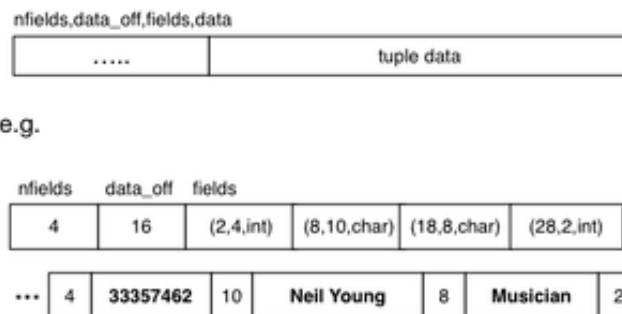 nfields,data_off,fields,data
..... tuple data
e.g.
nfields data_off fields
4 16 (2,4,int) (8,10,char) (18,8,char) (28,2,int)
... 4 33357462 10 Neil Young 8 Musician 2